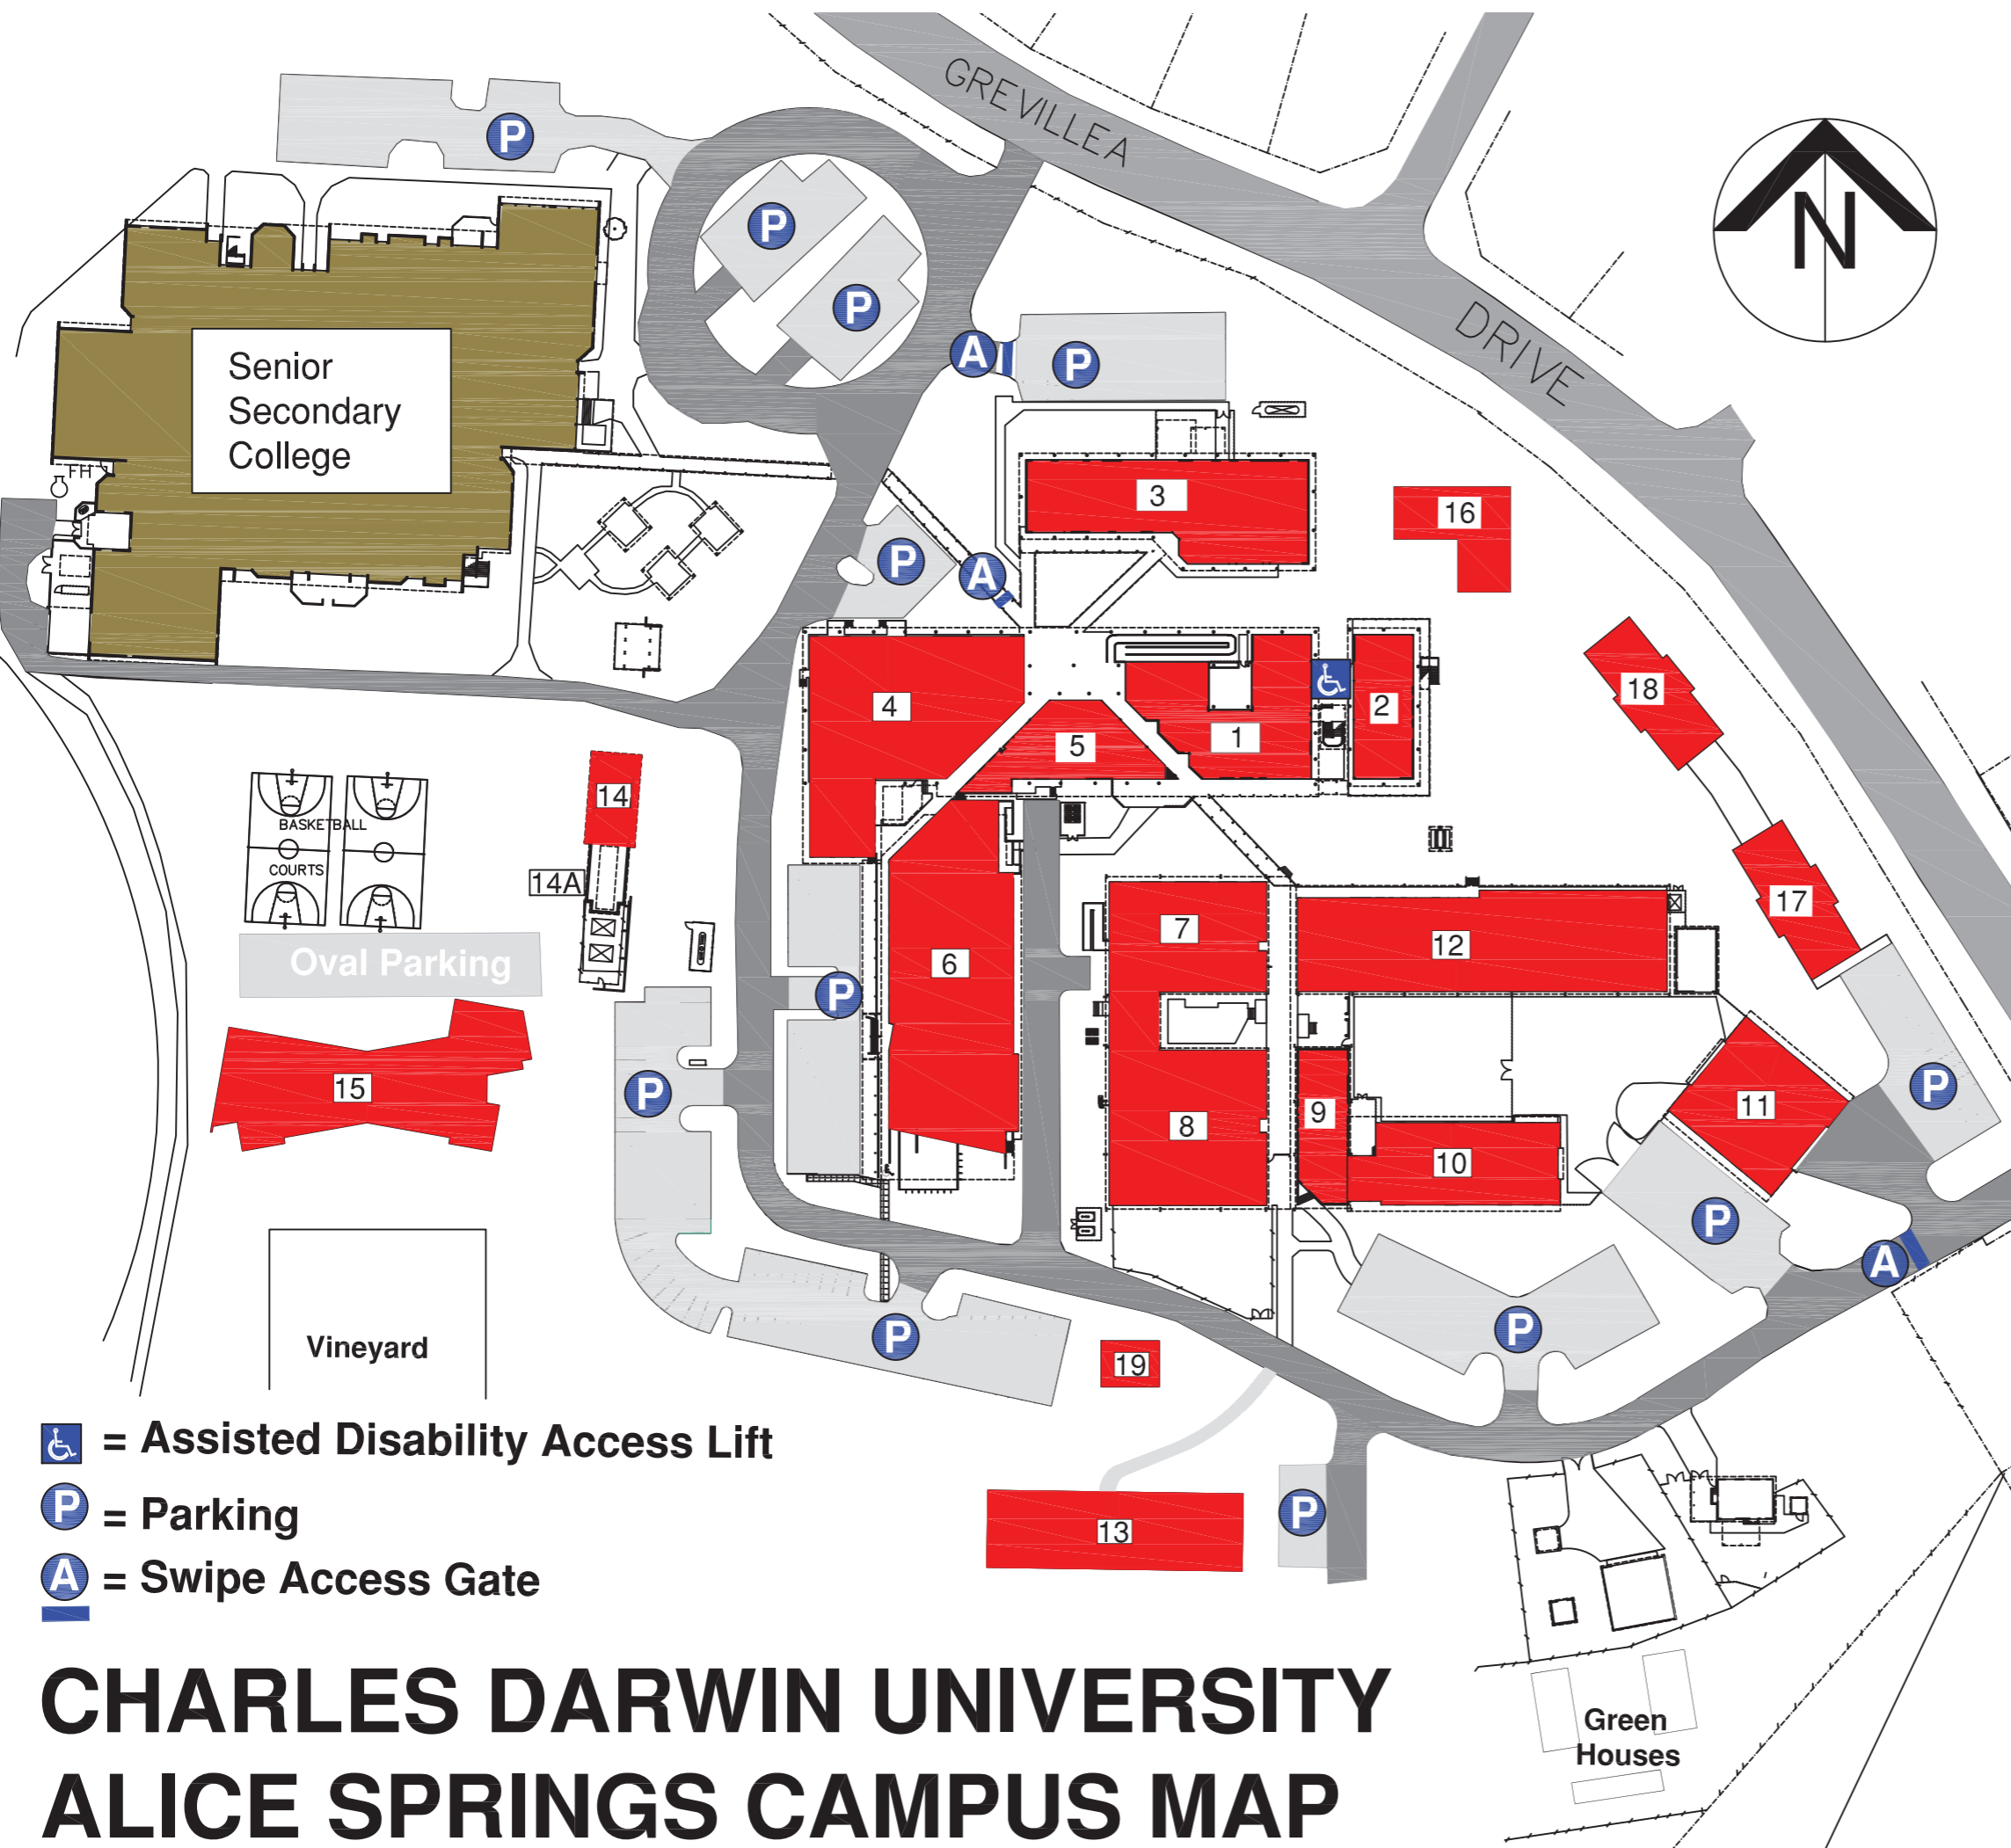 GREVILLEA
DRIVE
N
P
P
P
A
P
Senior
Secondary
College
3
16
P
A
4
5
1
2
18
14
BASKETBALL
COURTS
14A
17
7
12
6
Oval Parking
P
15
P
8
9
10
11
P
P
A
P
P
19
Vineyard
13
P
= Assisted Disability Access Lift
P = Parking
A = Swipe Access Gate
CHARLES DARWIN UNIVERSITY
ALICE SPRINGS CAMPUS MAP
Green
Houses